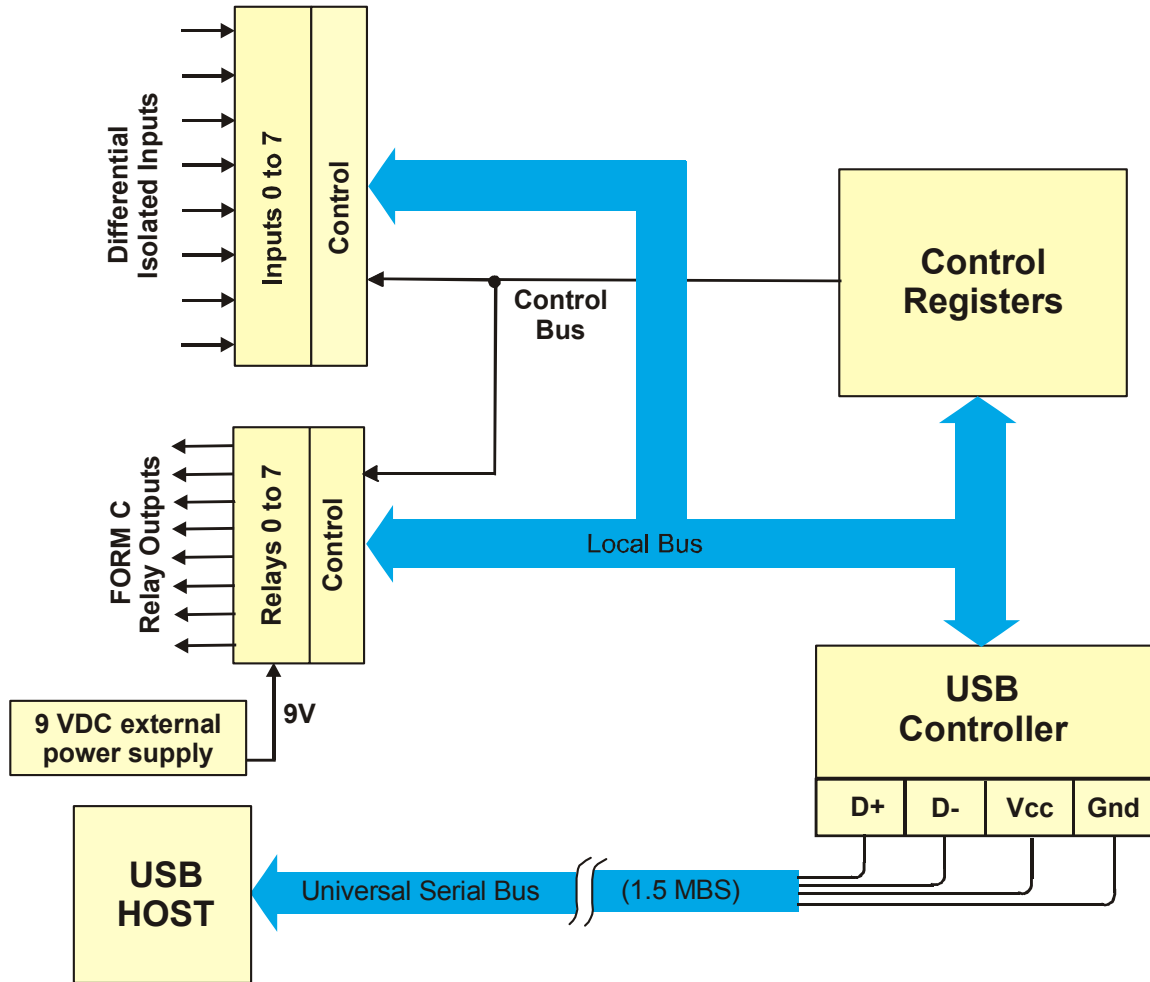 Differential
Isolated Inputs
Inputs 0 to 7
Control
Control
Registers
Control
Bus
FORM C
Relay Outputs
Relays 0 to 7
Control
Local Bus
9 VDC external
power supply
9V
USB
Controller
D+
D-
Vcc
Gnd
USB
HOST
Universal Serial Bus
(1.5 MBS)